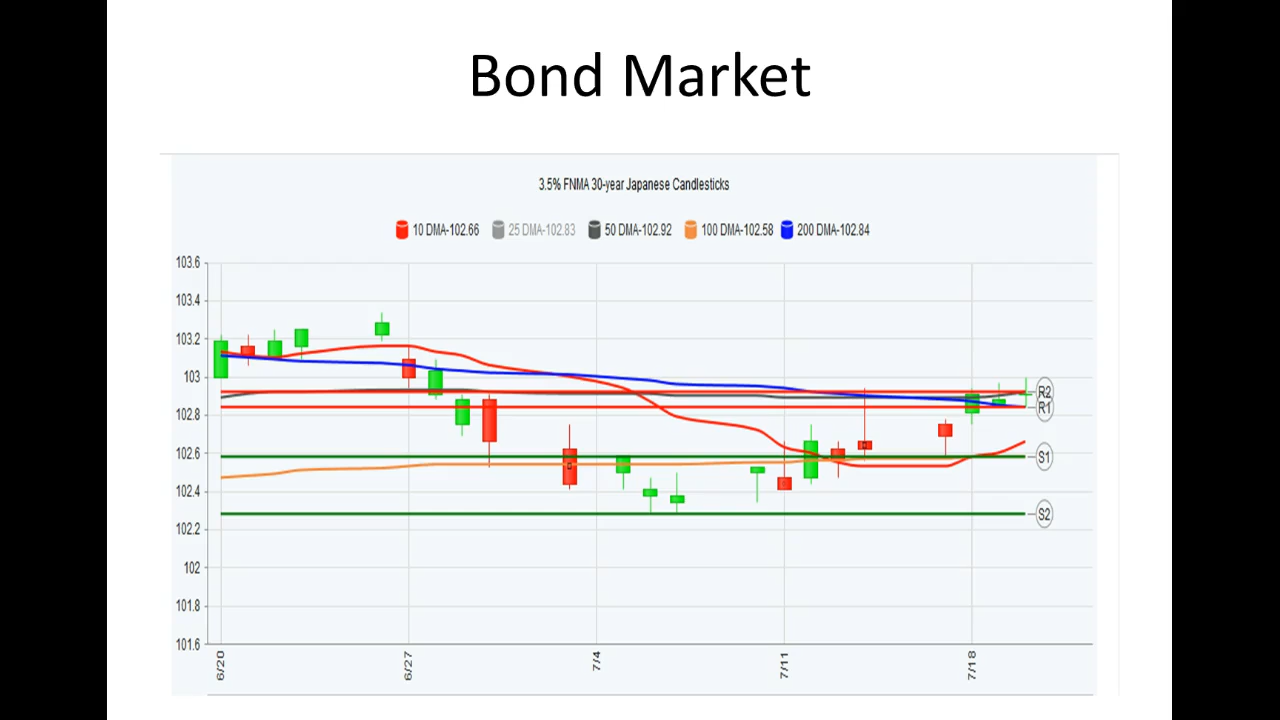 Bond Market
3.5% FNMA 30-year Japanese Candlesticks
10 DMA-102.66 25 DMA-102.83 50 DMA-102.92 100 DMA-102.58 200 DMA-102.84
103.6
103.4
103.2
103
102.8
102.6
102.4
102.2
102
101.8
101.6
R2
R1
S1
S2
6/20 6/27 7/4 7/11 7/18